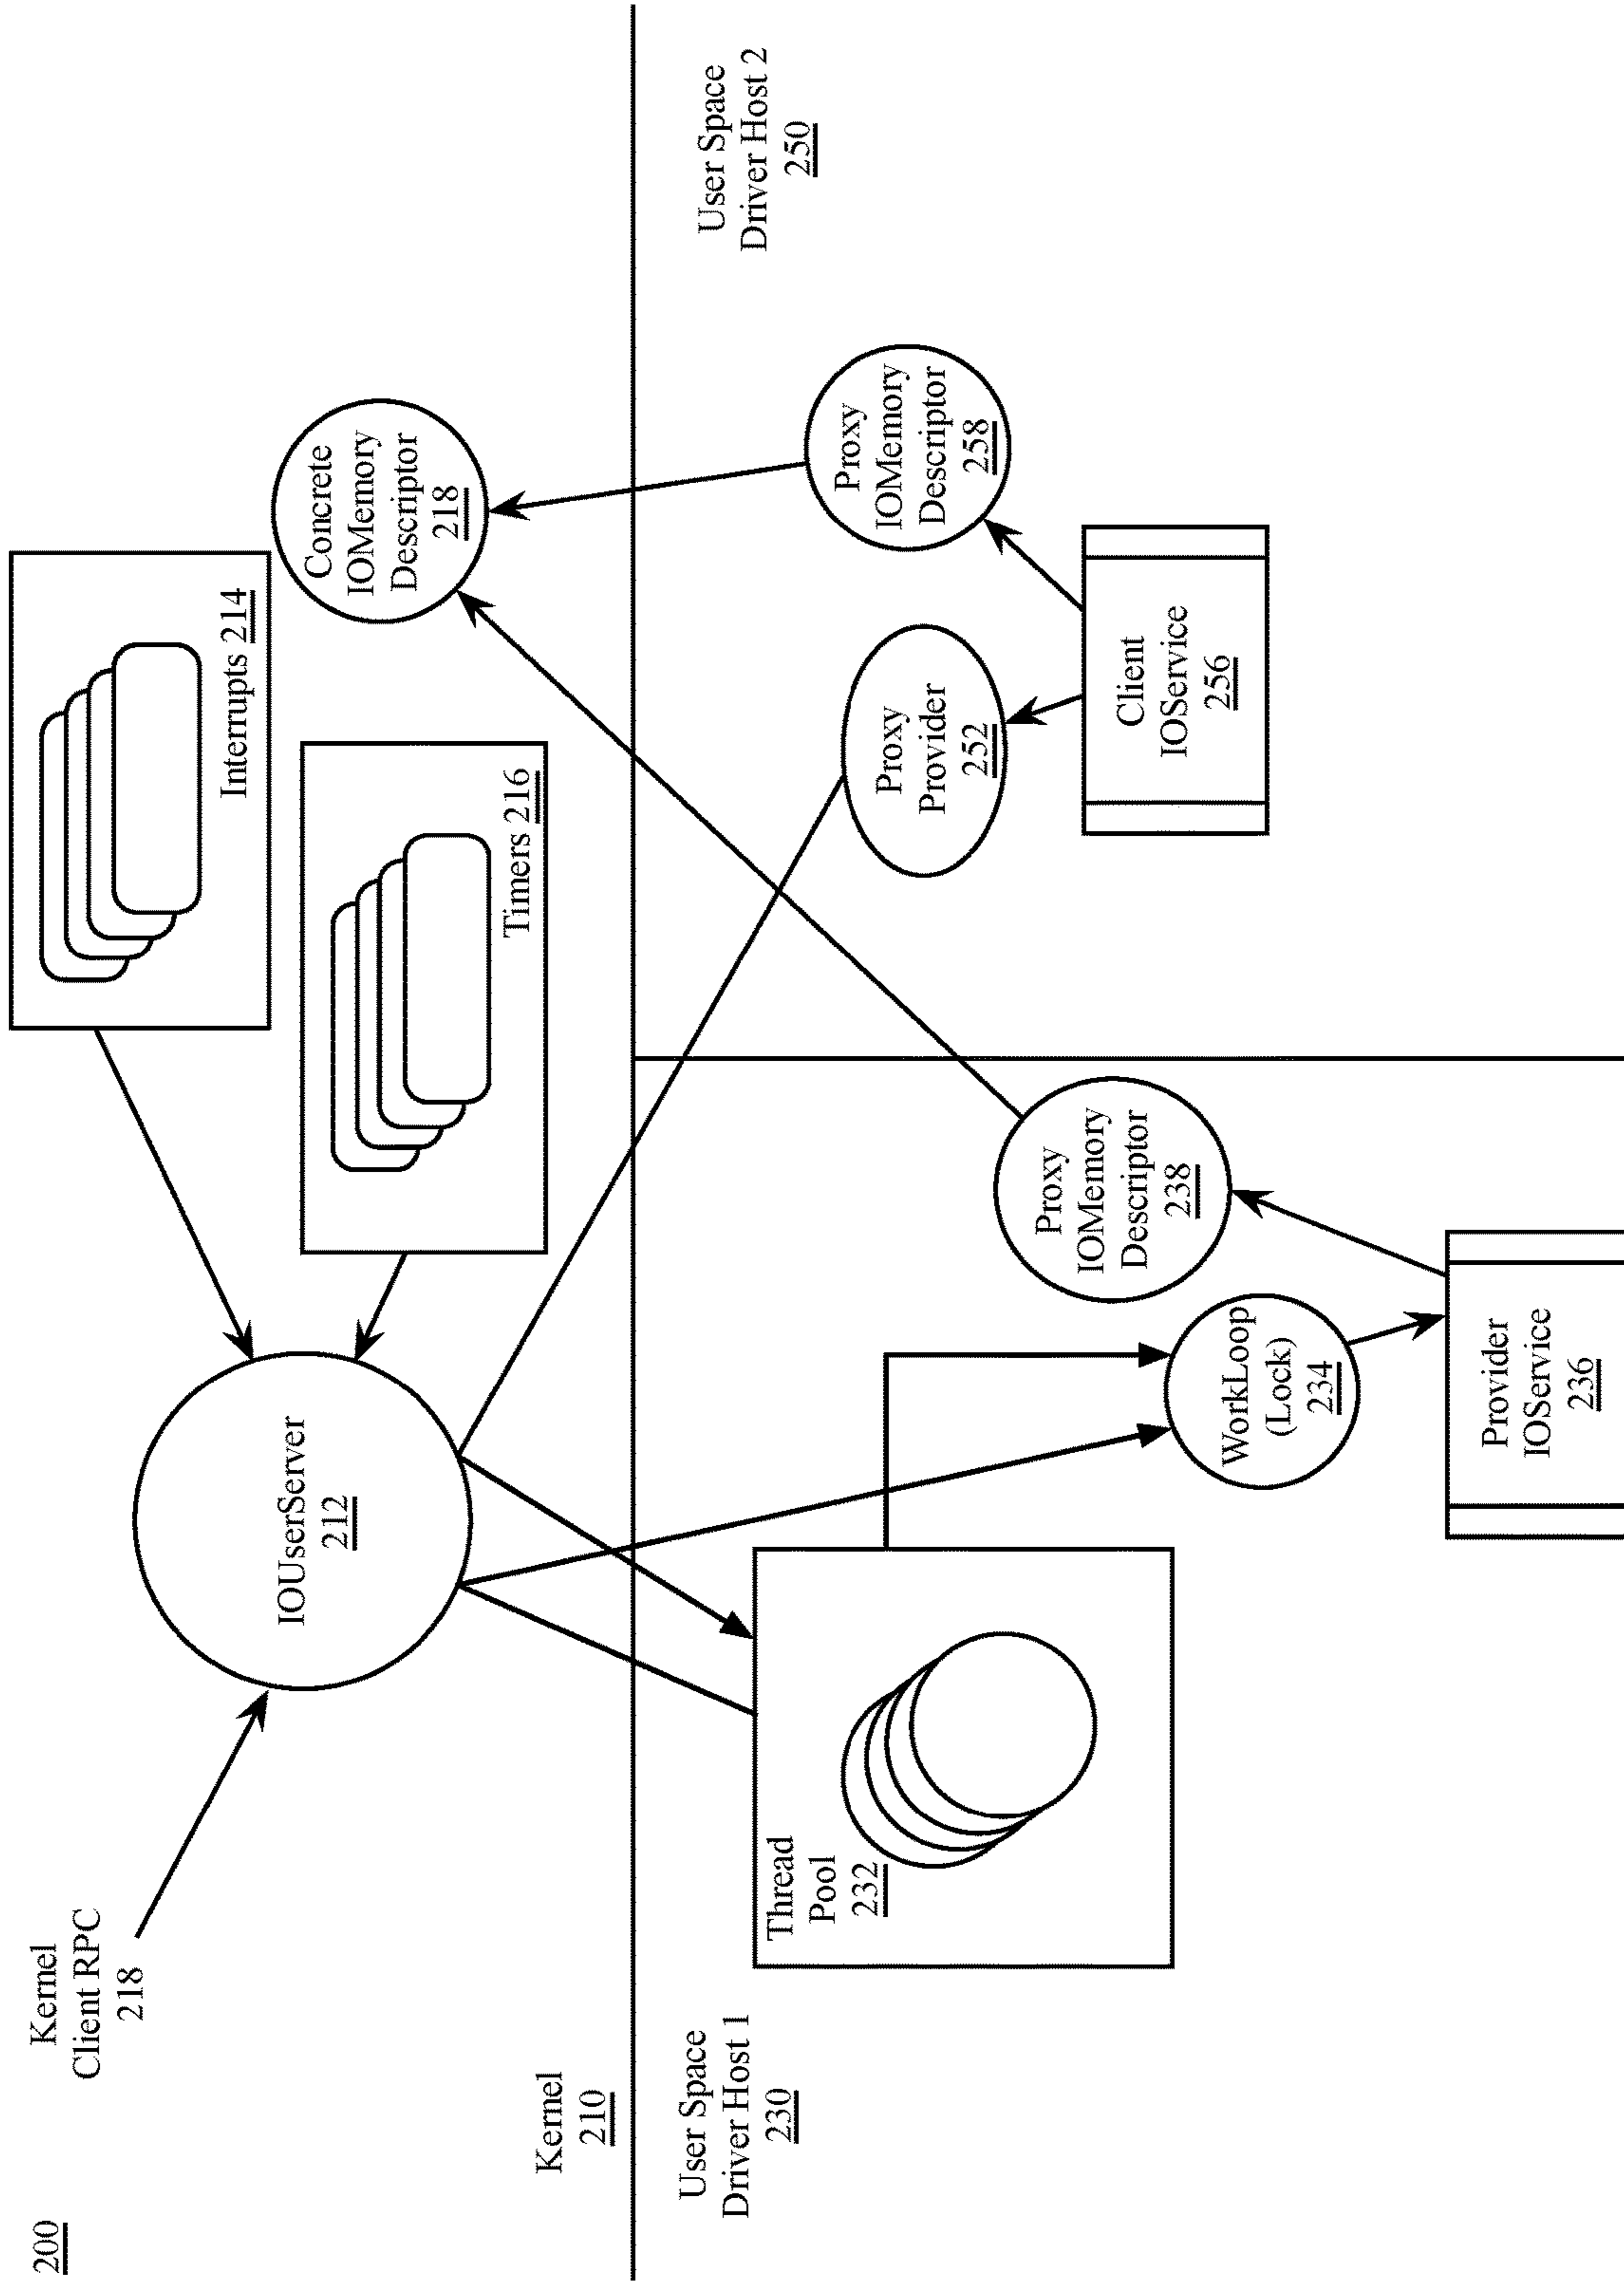 200
Kernel
Client RPC
218
Interrupts 214
Timers 216
IOUserServer
212
Concrete
IOMemory
Descriptor
218
Kernel
210
User Space
Driver Host 1
230
User Space
Driver Host 2
250
Thread
Pool
232
WorkLoop
(Lock)
234
Proxy
IOMemory
Descriptor
238
Provider
IOService
236
Proxy
Provider
252
Proxy
IOMemory
Descriptor
258
Client
IOService
256